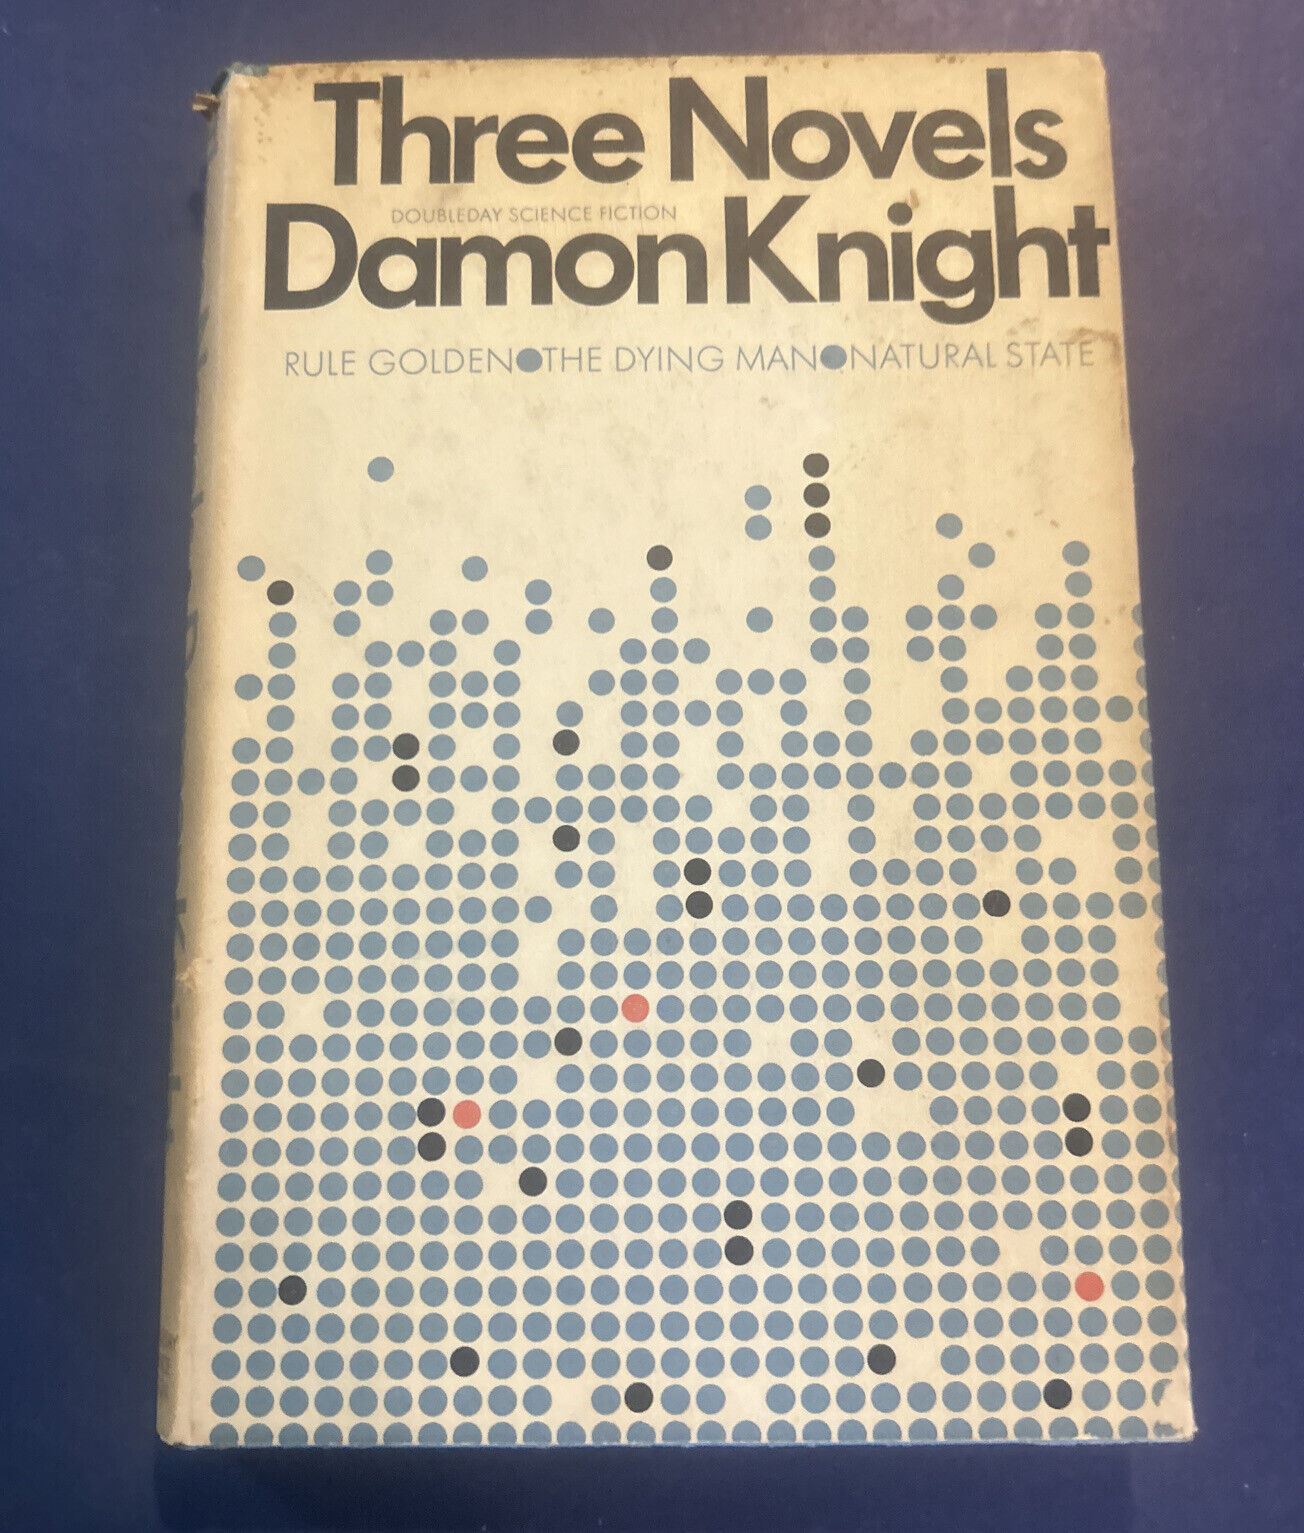 Three Novels
DOUBLEDAY SCIENCE FICTION
Damon Knight
RULE GOLDEN●THE DYING MAN●NATURAL STATE